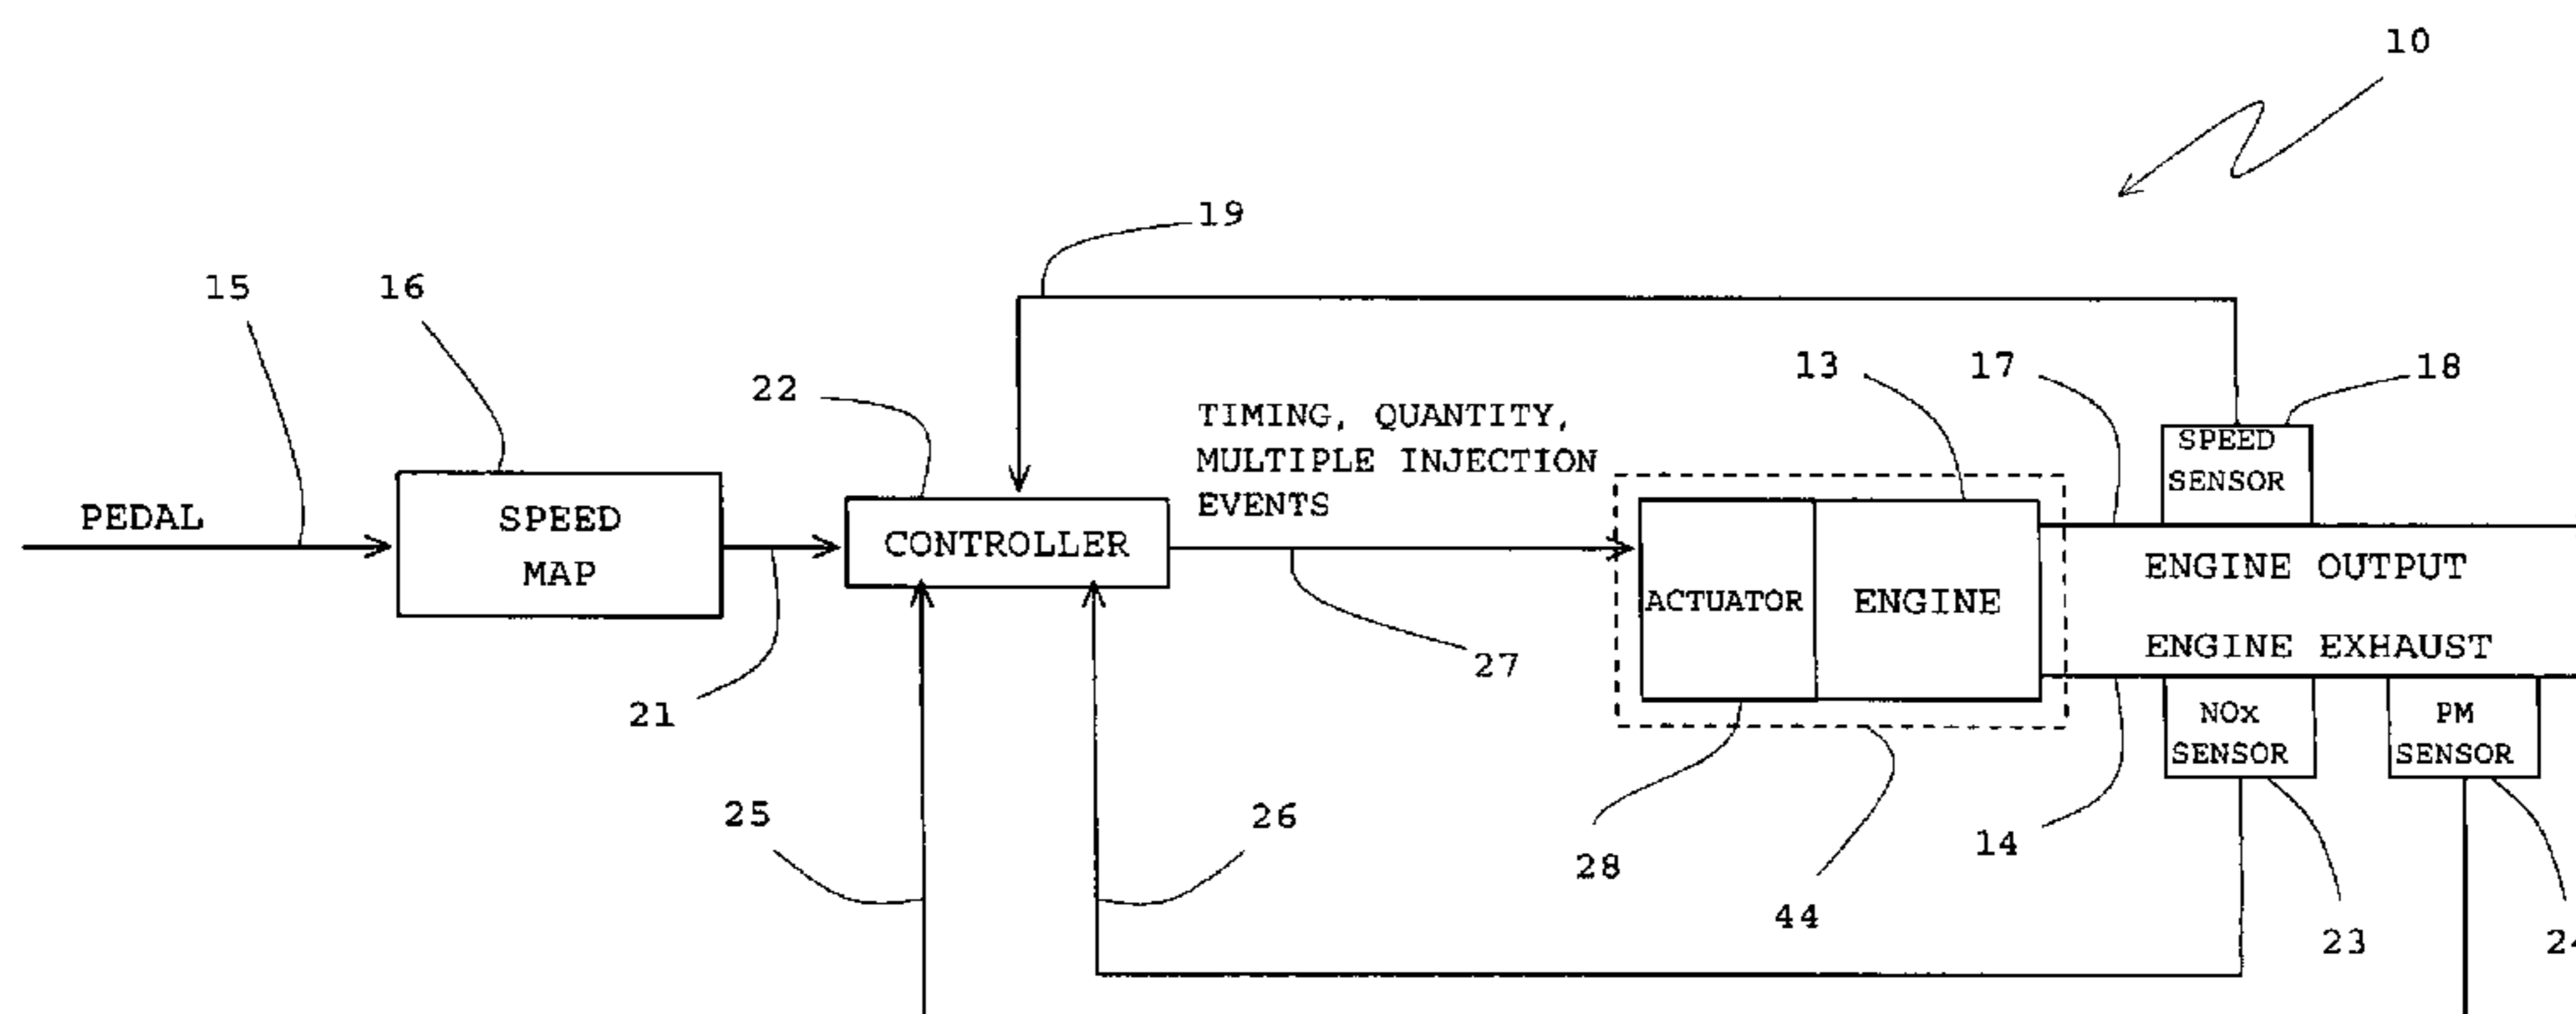 10
19
15
16
13
17
18
22
TIMING, QUANTITY,
MULTIPLE INJECTION
EVENTS
SPEED
SENSOR
PEDAL
SPEED
MAP
CONTROLLER
ACTUATOR
ENGINE
ENGINE OUTPUT
ENGINE EXHAUST
27
21
NOx
SENSOR
PM
SENSOR
25
26
28
14
44
23